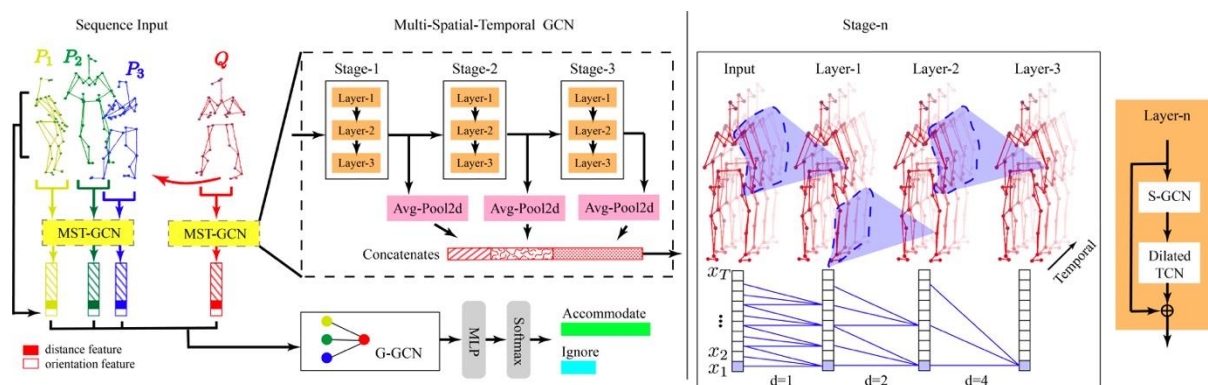 Sequence Input
P1
P2
P3
Q
MST-GCN
MST-GCN
distance feature
orientation feature
Multi-Spatial-Temporal GCN
Stage-1
Stage-2
Stage-3
Layer-1
Layer-1
Layer-1
Layer-2
Layer-2
Layer-2
Layer-3
Layer-3
Layer-3
Avg-Pool2d
Avg-Pool2d
Avg-Pool2d
Concatenates
G-GCN
MLP
Softmax
Accommodate
Ignore
Stage-n
Input
Layer-1
Layer-2
Layer-3
Temporal
xT
...
x2
x1
d=1
d=2
d=4
Layer-n
S-GCN
Dilated
TCN